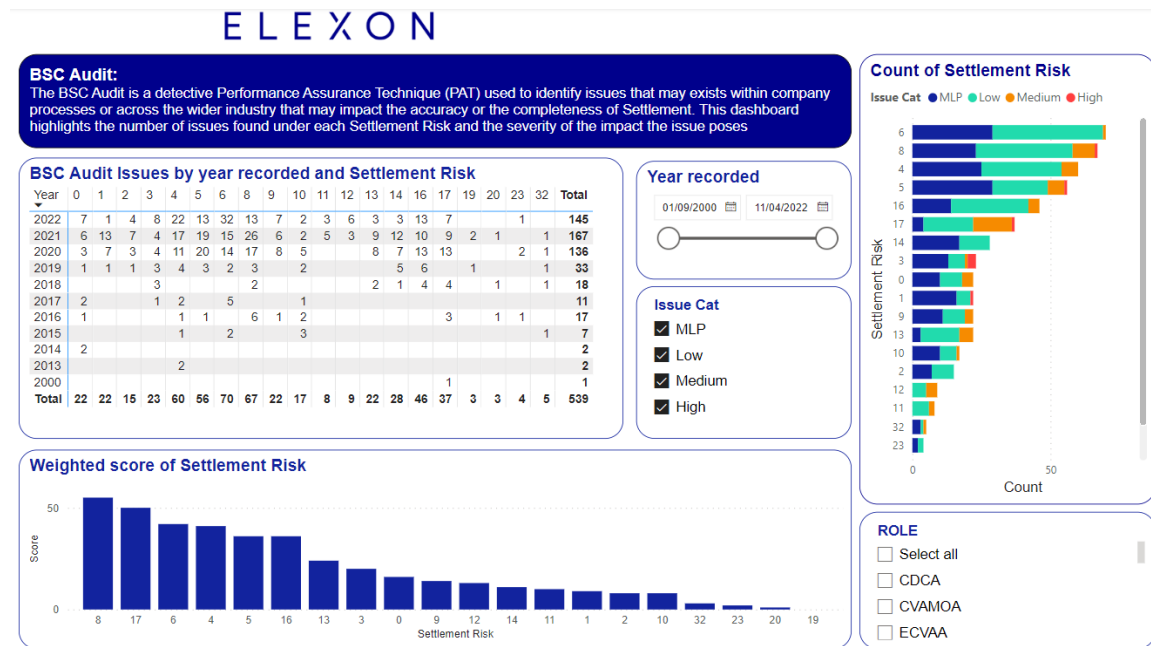 ELEXON
BSC Audit:
The BSC Audit is a detective Performance Assurance Technique (PAT) used to identify issues that may exists within company
processes or across the wider industry that may impact the accuracy or the completeness of Settlement. This dashboard
highlights the number of issues found under each Settlement Risk and the severity of the impact the issue poses
BSC Audit Issues by year recorded and Settlement Risk
Year 0 1 2 3 4 5 6 8 9 10 11 12 13 14 16 17 19 20 23 32 Total
2022 7 1 4 8 22 13 32 13 7 2 3 6 3 3 13 7 1 145
2021 6 13 7 4 17 19 15 26 6 2 5 3 9 12 10 9 2 1 1 167
2020 3 7 3 4 11 20 14 17 8 5 8 7 13 13 2 1 136
2019 1 1 1 3 4 3 2 3 2 5 6 1 1 33
2018 3 2 2 1 4 4 1 1 18
2017 2 1 2 5 1 11
2016 1 1 1 6 1 2 3 1 1 17
2015 1 2 3 1 7
2014 2 2
2013 2 2
2000 1 1
Total 22 22 15 23 60 56 70 67 22 17 8 9 22 28 46 37 3 3 4 5 539
Year recorded
01/09/2000 11/04/2022
Issue Cat
MLP
Low
Medium
High
Weighted score of Settlement Risk
Score
50
0
8 17 6 4 5 16 13 3 0 9 12 14 11 1 2 10 32 23 20 19
Settlement Risk
Count of Settlement Risk
Issue Cat MLP Low Medium High
Settlement Risk
6
8
4
5
16
17
14
3
0
1
9
13
10
2
12
11
32
23
0 50
Count
ROLE
Select all
CDCA
CVAMOA
ECVAA